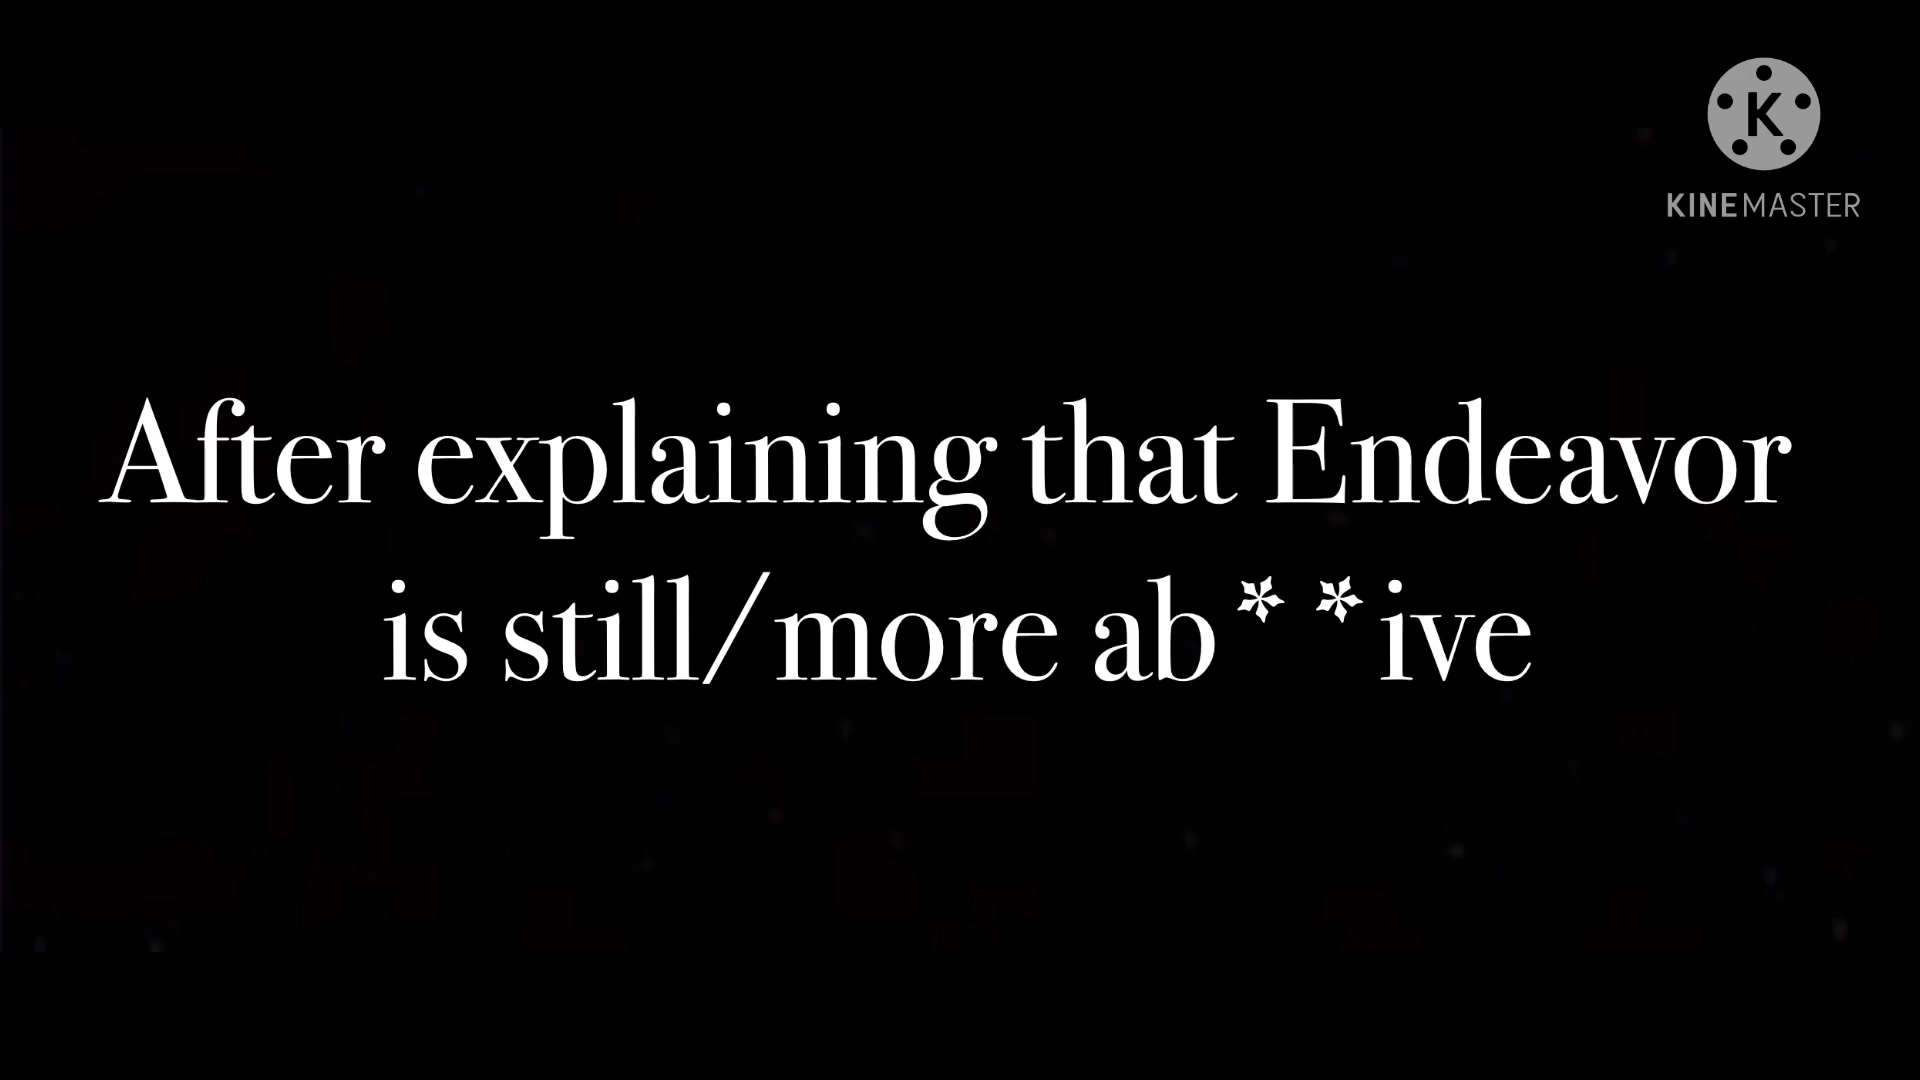 K
KINEMASTER
After explaining that Endeavor
is still/more ab**ive